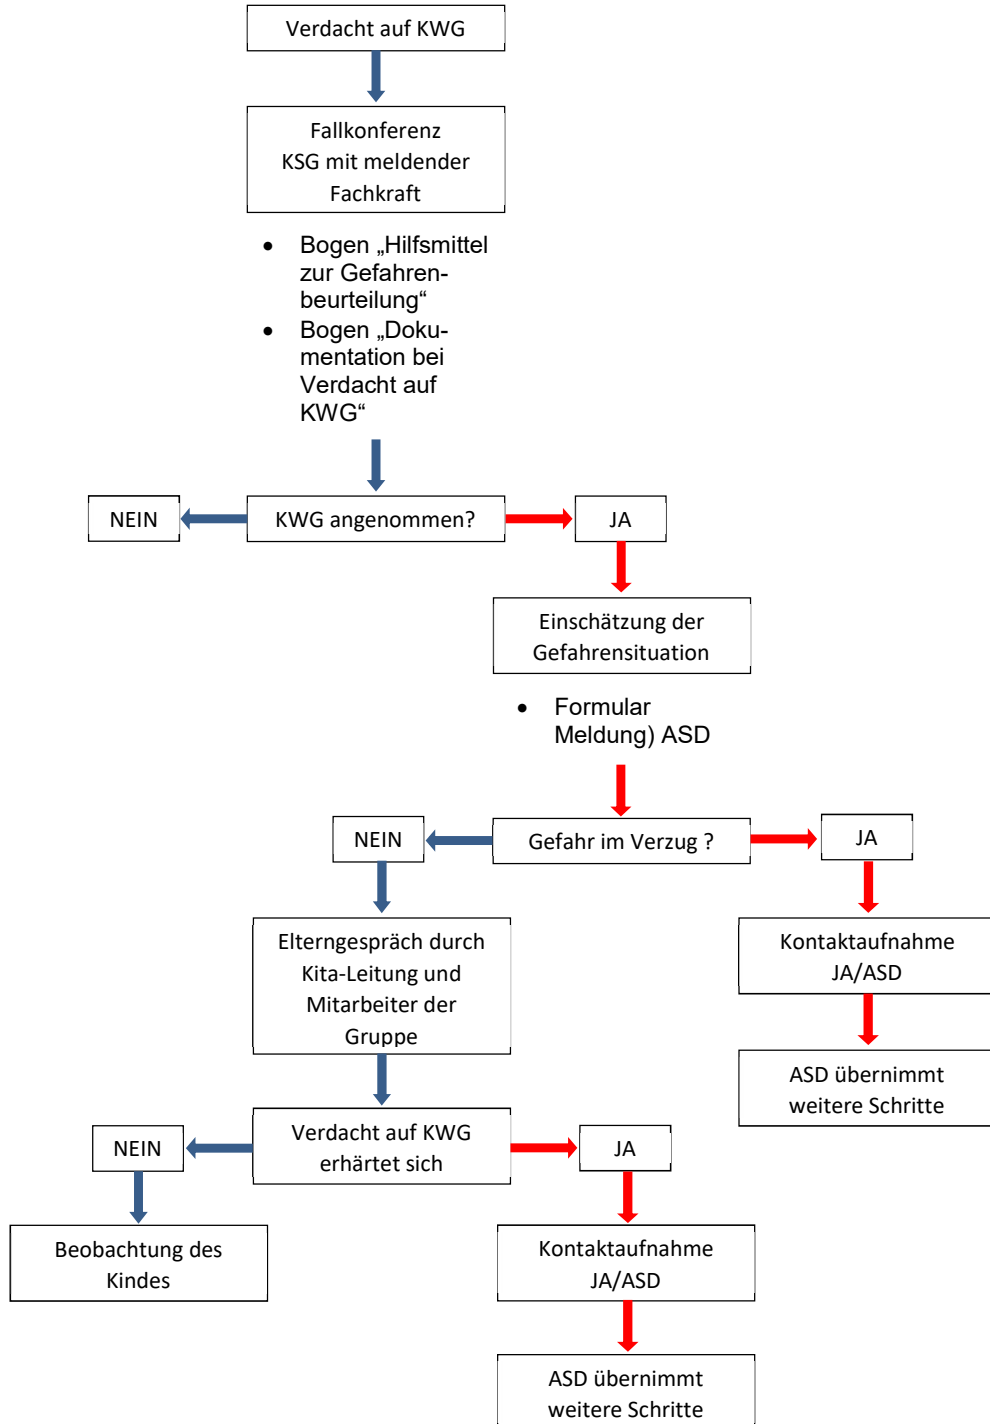 Verdacht auf KWG
Fallkonferenz
KSG mit meldender
Fachkraft
• Bogen „Hilfsmittel
zur Gefahren-
beurteilung“
• Bogen „Doku-
mentation bei
Verdacht auf
KWG“
NEIN
KWG angenommen?
JA
Einschätzung der
Gefahrensituation
• Formular
Meldung) ASD
NEIN
Gefahr im Verzug ?
JA
Elterngespräch durch
Kita-Leitung und
Mitarbeiter der
Gruppe
Kontaktaufnahme
JA/ASD
ASD übernimmt
weitere Schritte
NEIN
Verdacht auf KWG
erhärtet sich
JA
Beobachtung des
Kindes
Kontaktaufnahme
JA/ASD
ASD übernimmt
weitere Schritte